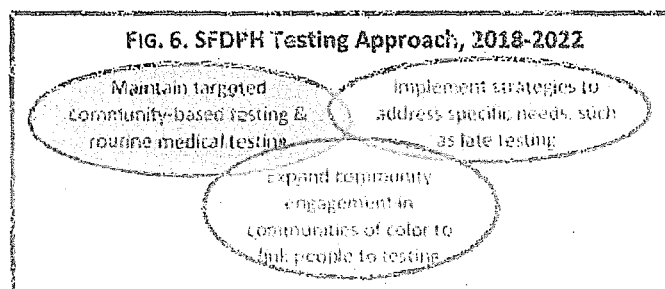 FIG. 6. SFDPH Testing Approach, 2018-2022
Maintain targeted
community-based testing &
routine medical testing
Implement strategies to
address specific needs, such
as late testing
Expand community
engagement in
communities of color to
link people to testing